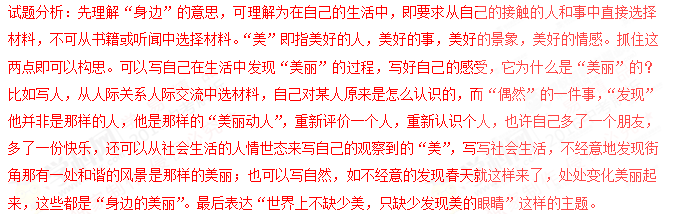 试题分析：先理解“身边”的意思，可理解为在自己的生活中，即要求从自己的接触的人和事中直接选择
材料，不可从书籍或听闻中选择材料。“美”即指美好的人，美好的事，美好的景象，美好的情感。抓住这
两点即可以构思。可以写自己在生活中发现“美丽”的过程，写好自己的感受，它为什么是“美丽”的？
比如写人，从人际关系人际交流中选材料，自己对某人原来是怎么认识的，而“偶然”的一件事，“发现”
他并非是那样的人，他是那样的“美丽动人”，重新评价一个人，重新认识个人，也许自己多了一个朋友，
多了一份快乐，还可以从社会生活的人情世态来写自己的观察到的“美”，写写社会生活，不经意地发现街
角那有一处和谐的风景是那样的美丽；也可以写自然，如不经意的发现春天就这样来了，处处变化美丽起
来，这些都是“身边的美丽”。最后表达“世界上不缺少美，只缺少发现美的眼睛”这样的主题。